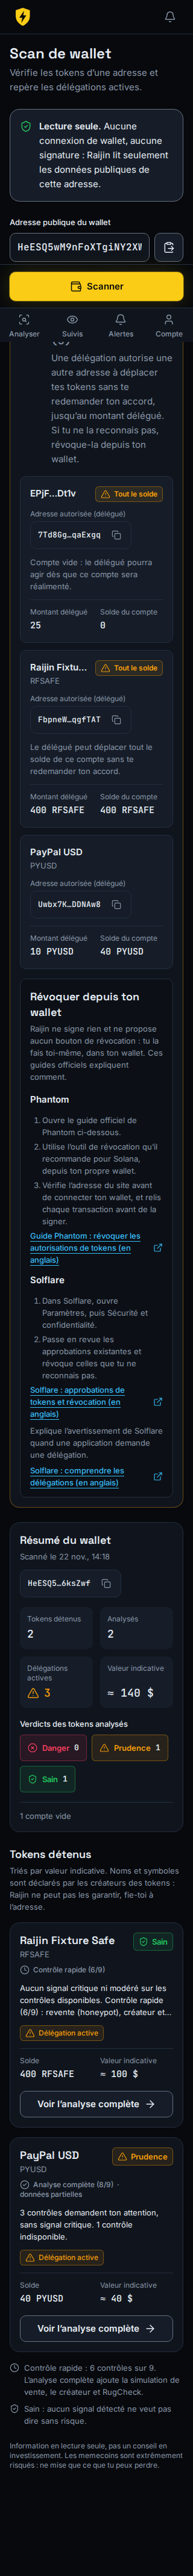 Scan de wallet
Vérifie les tokens d'une adresse et
repère les délégations actives.
Lecture seule. Aucune
connexion de wallet, aucune
signature : Raijin lit seulement
les données publiques de
cette adresse.
Adresse publique du wallet
HeESQ5wM9nFoXTgiNY2XW
Scanner
Analyser
Suivis
Alertes
Compte
Une délégation autorise une
autre adresse à déplacer
tes tokens sans te
redemander ton accord,
jusqu'au montant délégué.
Si tu ne la reconnais pas,
révoque-la depuis ton
wallet.
EPjF...Dt1v
Tout le solde
Adresse autorisée (délégué)
7Td8Gg…qaExgq
Compte vide : le délégué pourra
agir dès que ce compte sera
réalimenté.
Montant délégué
Solde du compte
25
0
Raijin Fixtu...
Tout le solde
RFSAFE
Adresse autorisée (délégué)
FbpneW…qgfTAT
Le délégué peut déplacer tout le
solde de ce compte sans te
redemander ton accord.
Montant délégué
Solde du compte
400 RFSAFE
400 RFSAFE
PayPal USD
PYUSD
Adresse autorisée (délégué)
Uwbx7K…DDNAw8
Montant délégué
Solde du compte
10 PYUSD
40 PYUSD
Révoquer depuis ton
wallet
Raijin ne signe rien et ne propose
aucun bouton de révocation : tu la
fais toi-même, dans ton wallet. Ces
guides officiels expliquent
comment.
Phantom
1. Ouvre le guide officiel de
Phantom ci-dessous.
2. Utilise l'outil de révocation qu'il
recommande pour Solana,
depuis ton propre wallet.
3. Vérifie l'adresse du site avant
de connecter ton wallet, et relis
chaque transaction avant de la
signer.
Guide Phantom : révoquer les
autorisations de tokens (en
anglais)
Solflare
1. Dans Solflare, ouvre
Paramètres, puis Sécurité et
confidentialité.
2. Passe en revue les
approbations existantes et
révoque celles que tu ne
reconnais pas.
Solflare : approbations de
tokens et révocation (en
anglais)
Explique l'avertissement de Solflare
quand une application demande
une délégation.
Solflare : comprendre les
délégations (en anglais)
Résumé du wallet
Scanné le 22 nov., 14:18
HeESQ5…6ksZwf
Tokens détenus
2
Analysés
2
Délégations
actives
3
Valeur indicative
≈ 140 $
Verdicts des tokens analysés
Danger 0
Prudence 1
Sain 1
1 compte vide
Tokens détenus
Triés par valeur indicative. Noms et symboles
sont déclarés par les créateurs des tokens :
Raijin ne peut pas les garantir, fie-toi à
l'adresse.
Raijin Fixture Safe
Sain
RFSAFE
Contrôle rapide (6/9)
Aucun signal critique ni modéré sur les
contrôles disponibles. Contrôle rapide
(6/9) : revente (honeypot), créateur et…
Délégation active
Solde
Valeur indicative
400 RFSAFE
≈ 100 $
Voir l'analyse complète
PayPal USD
Prudence
PYUSD
Analyse complète (8/9) ·
données partielles
3 contrôles demandent ton attention,
sans signal critique. 1 contrôle
indisponible.
Délégation active
Solde
Valeur indicative
40 PYUSD
≈ 40 $
Voir l'analyse complète
Contrôle rapide : 6 contrôles sur 9.
L'analyse complète ajoute la simulation de
vente, le créateur et RugCheck.
Sain : aucun signal détecté ne veut pas
dire sans risque.
Information en lecture seule, pas un conseil en
investissement. Les memecoins sont extrêmement
risqués : ne mise que ce que tu peux perdre.